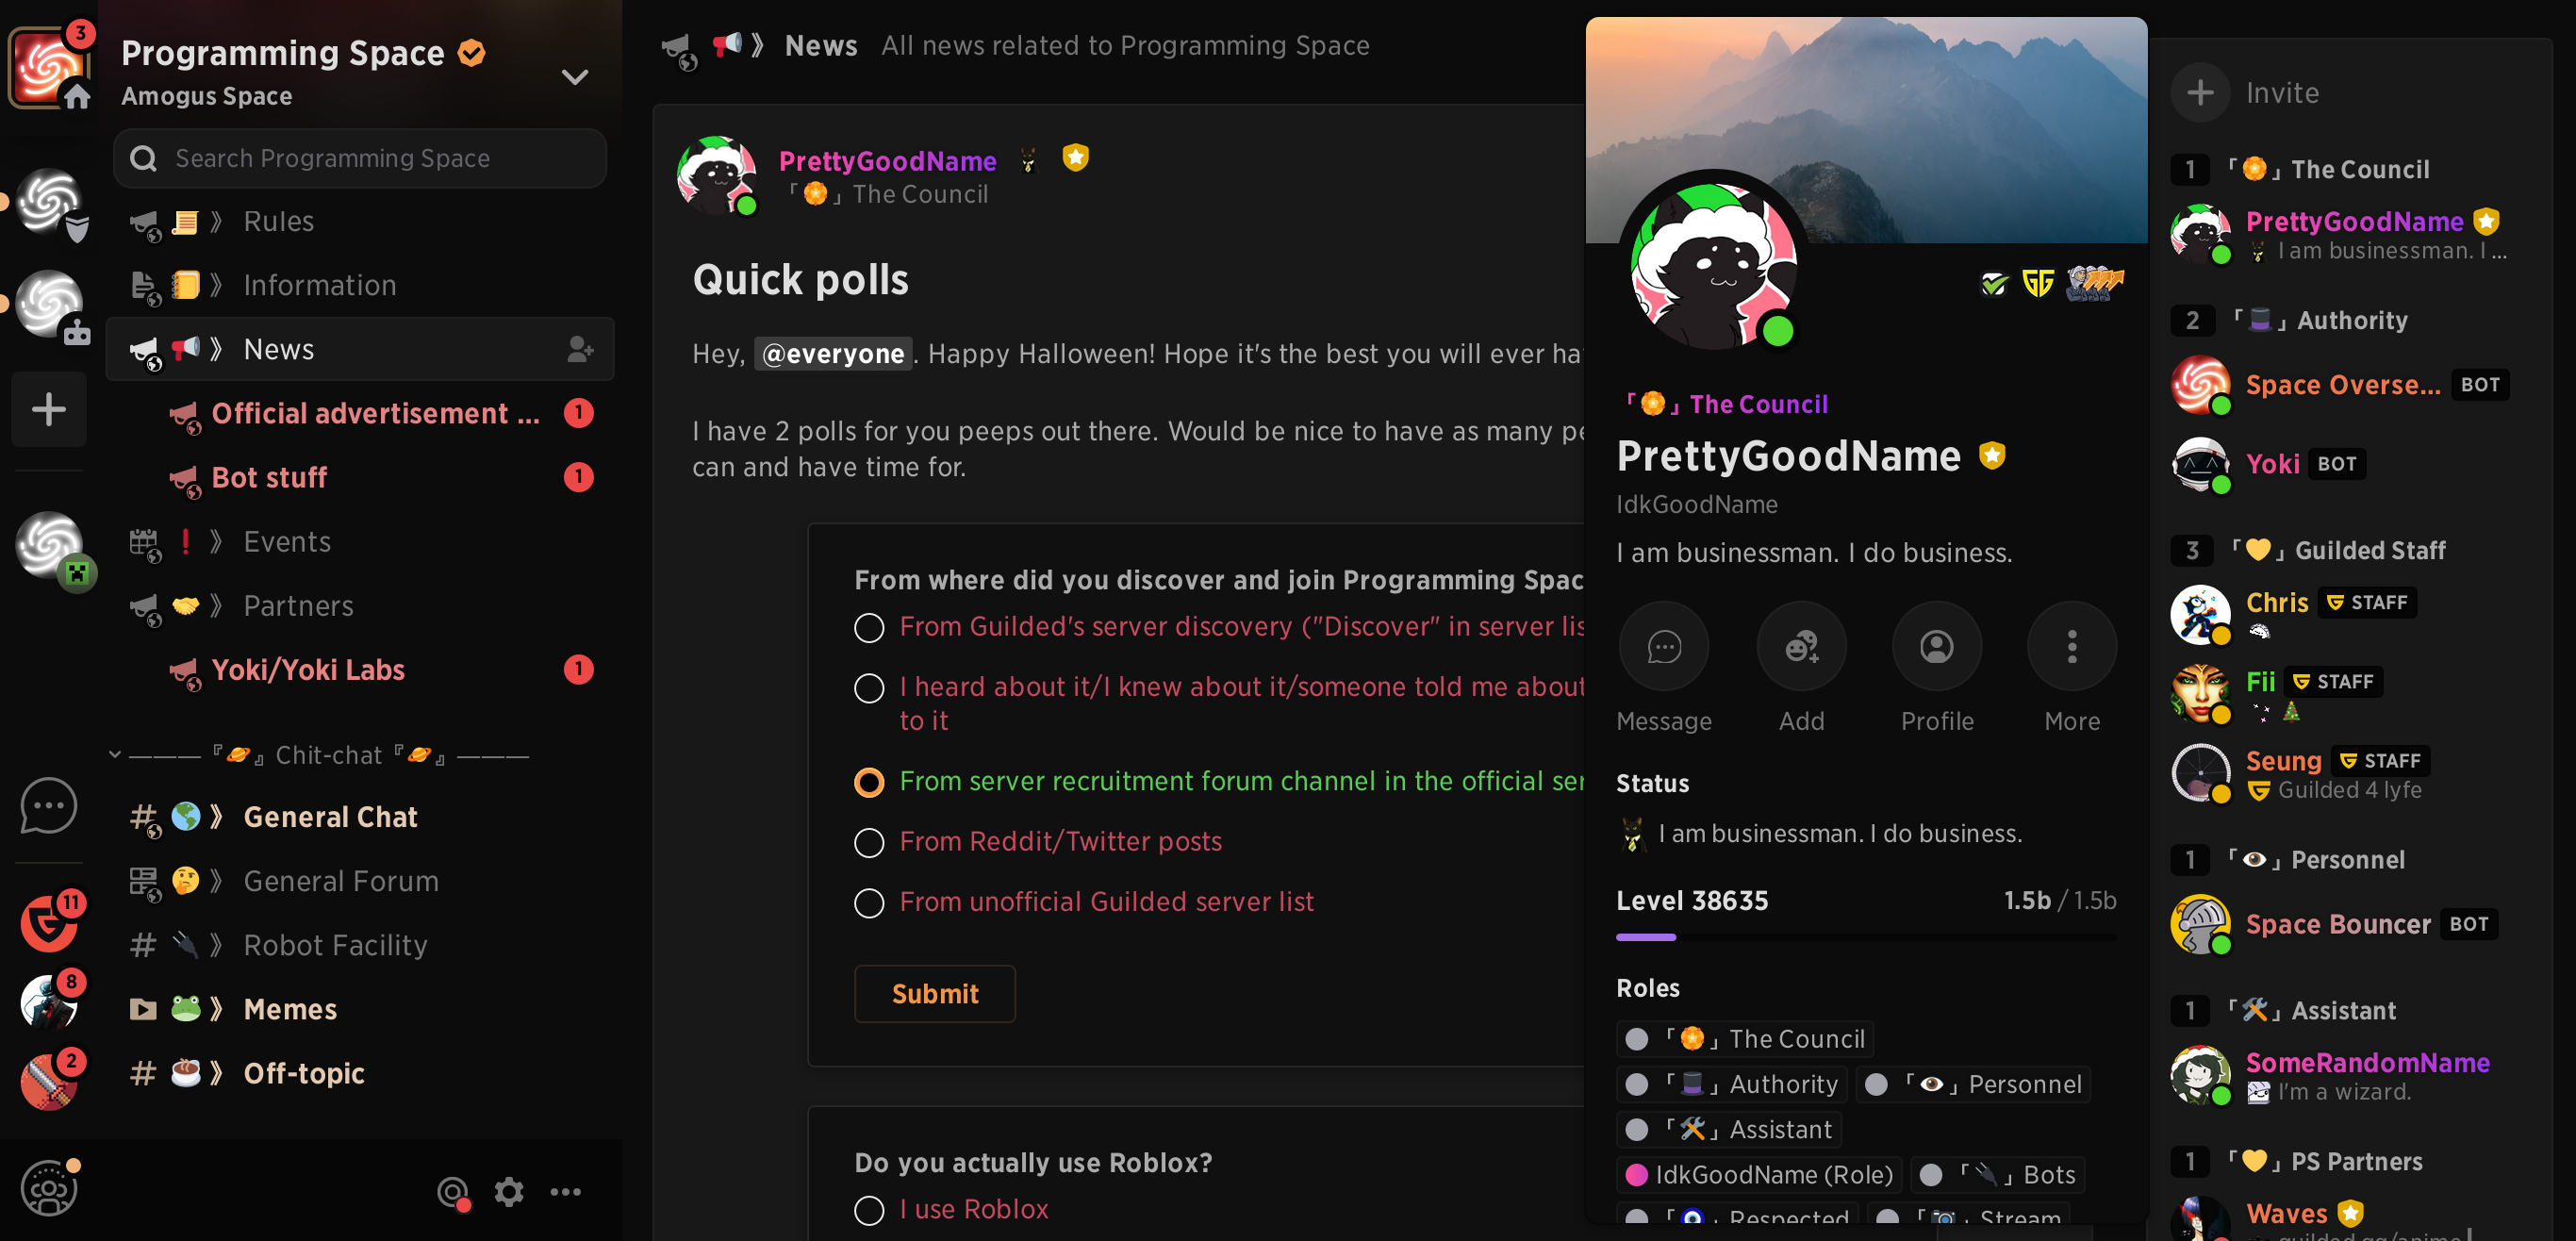 3
Programming Space
Amogus Space
Search Programming Space
》 Rules
》 Information
》 News
Official advertisement ...
1
Bot stuff
1
》 Events
》 Partners
Yoki/Yoki Labs
1
——— 『🪐』 Chit-chat 『🪐』 ———
》 General Chat
》 General Forum
》 Robot Facility
》 Memes
》 Off-topic
11
8
2
》 News All news related to Programming Space
PrettyGoodName
「🏵」 The Council
Quick polls
Hey, @everyone. Happy Halloween! Hope it's the best you will ever ha
I have 2 polls for you peeps out there. Would be nice to have as many pe
can and have time for.
From where did you discover and join Programming Spac
From Guilded's server discovery ("Discover" in server lis
I heard about it/I knew about it/someone told me about
to it
From server recruitment forum channel in the official ser
From Reddit/Twitter posts
From unofficial Guilded server list
Submit
Do you actually use Roblox?
I use Roblox
「🏵」 The Council
PrettyGoodName
IdkGoodName
I am businessman. I do business.
Message Add Profile More
Status
I am businessman. I do business.
Level 38635 1.5b / 1.5b
Roles
「🏵」 The Council
「🎩」 Authority 「👁」 Personnel
「🛠」 Assistant
IdkGoodName (Role) 「🔌」 Bots
「🧿」 Respected 「📷」 Stream
Invite
1 「🏵」 The Council
PrettyGoodName
I am businessman. I ...
2 「🎩」 Authority
Space Overse... BOT
Yoki BOT
3 「💛」 Guilded Staff
Chris STAFF
Fii STAFF
Seung STAFF
Guilded 4 lyfe
1 「👁」 Personnel
Space Bouncer BOT
1 「🛠」 Assistant
SomeRandomName
I'm a wizard.
1 「💛」 PS Partners
Waves